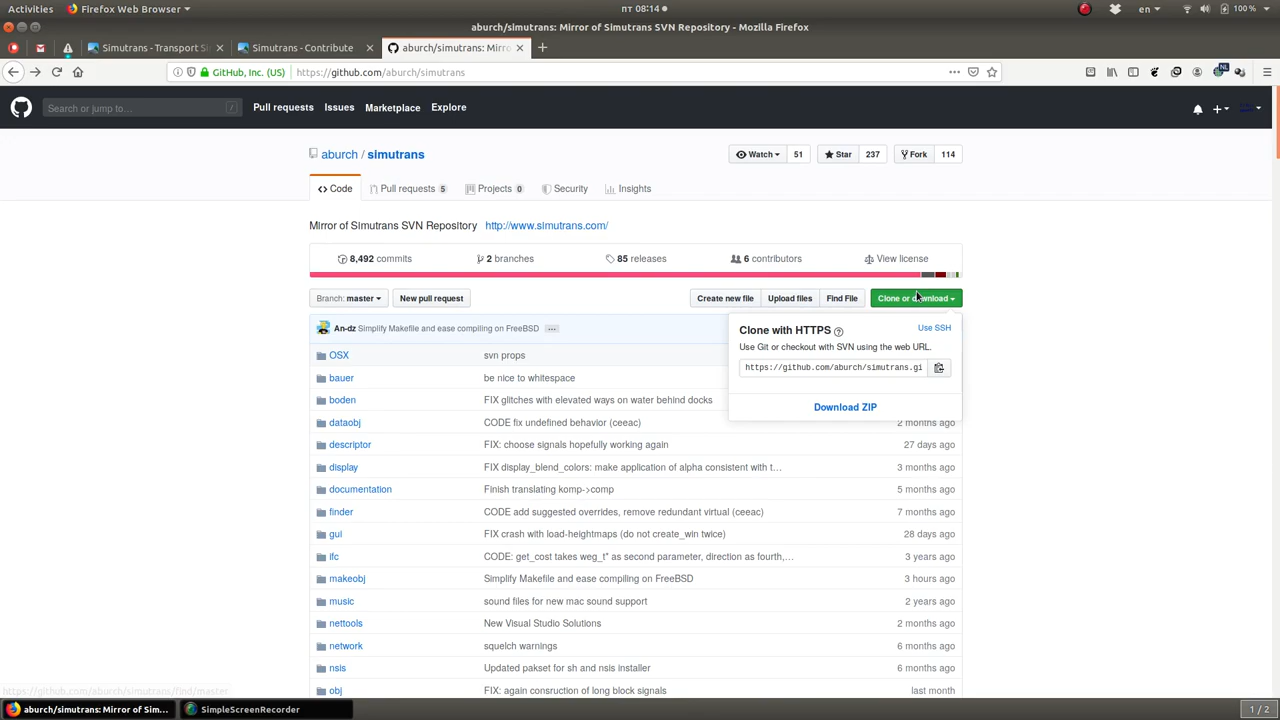 Activities Firefox Web Browser пт 08:14 en 100 %
aburch/simutrans: Mirror of Simutrans SVN Repository - Mozilla Firefox
Simutrans - Transport S Simutrans - Contribute aburch/simutrans: Mirr
GitHub, Inc. (US) https://github.com/aburch/simutrans NL
Search or jump to… / Pull requests Issues Marketplace Explore
aburch / simutrans Watch 51 Star 237 Fork 114
Code Pull requests 5 Projects 0 Security Insights
Mirror of Simutrans SVN Repository http://www.simutrans.com/
8,492 commits 2 branches 85 releases 6 contributors View license
Branch: master New pull request Create new file Upload files Find File Clone or download
An-dz Simplify Makefile and ease compiling on FreeBSD …
Clone with HTTPS ? Use SSH
Use Git or checkout with SVN using the web URL.
https://github.com/aburch/simutrans.gi
Download ZIP
OSX svn props
bauer be nice to whitespace
boden FIX glitches with elevated ways on water behind docks
dataobj CODE fix undefined behavior (ceeac) 2 months ago
descriptor FIX: choose signals hopefully working again 27 days ago
display FIX display_blend_colors: make application of alpha consistent with t… 3 months ago
documentation Finish translating komp->comp 5 months ago
finder CODE add suggested overrides, remove redundant virtual (ceeac) 7 months ago
gui FIX crash with load-heightmaps (do not create_win twice) 28 days ago
ifc CODE: get_cost takes weg_t* as second parameter, direction as fourth,… 3 years ago
makeobj Simplify Makefile and ease compiling on FreeBSD 3 hours ago
music sound files for new mac sound support 2 years ago
nettools New Visual Studio Solutions 2 months ago
network squelch warnings 6 months ago
nsis Updated pakset for sh and nsis installer 6 months ago
obj FIX: again consruction of long block signals last month
https://github.com/aburch/simutrans/find/master
aburch/simutrans: Mirror of Sim... SimpleScreenRecorder 1 / 2